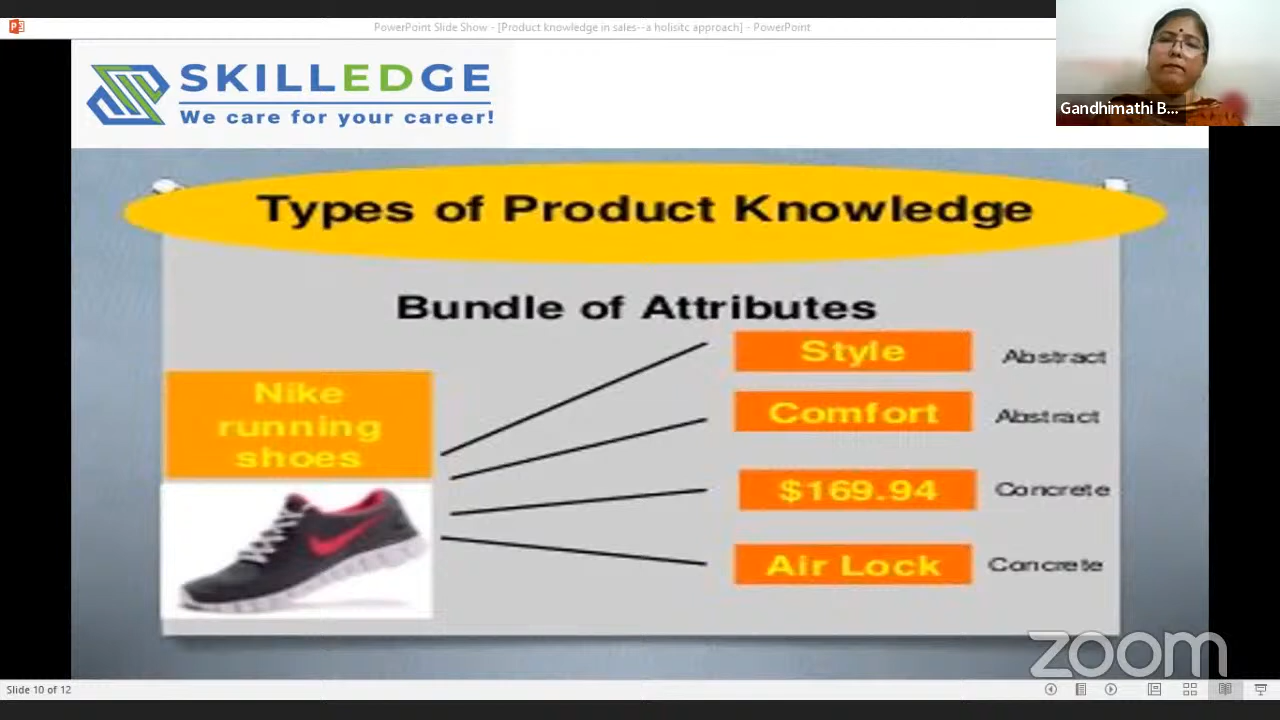 PowerPoint Slide Show - [Product knowledge in sales--a holisitc approach] - PowerPoint
SKILLEDGE
We care for your career!
Gandhimathi B...
Types of Product Knowledge
Bundle of Attributes
Nike
running
shoes
Style Abstract
Comfort Abstract
$169.94 Concrete
Air Lock Concrete
zoom
Slide 10 of 12